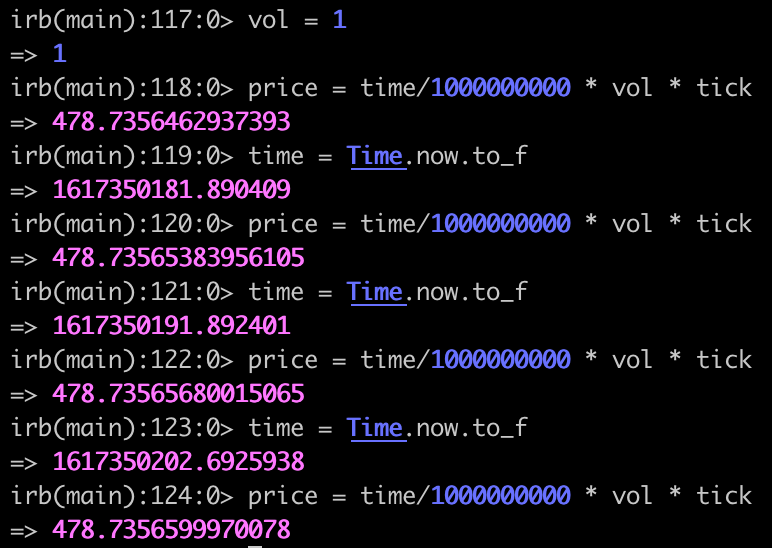 irb(main):117:0> vol = 1
=> 1
irb(main):118:0> price = time/1000000000 * vol * tick
=> 478.7356462937393
irb(main):119:0> time = Time.now.to_f
=> 1617350181.890409
irb(main):120:0> price = time/1000000000 * vol * tick
=> 478.73565383956105
irb(main):121:0> time = Time.now.to_f
=> 1617350191.892401
irb(main):122:0> price = time/1000000000 * vol * tick
=> 478.73565680015065
irb(main):123:0> time = Time.now.to_f
=> 1617350202.6925938
irb(main):124:0> price = time/1000000000 * vol * tick
=> 478.7356599970078